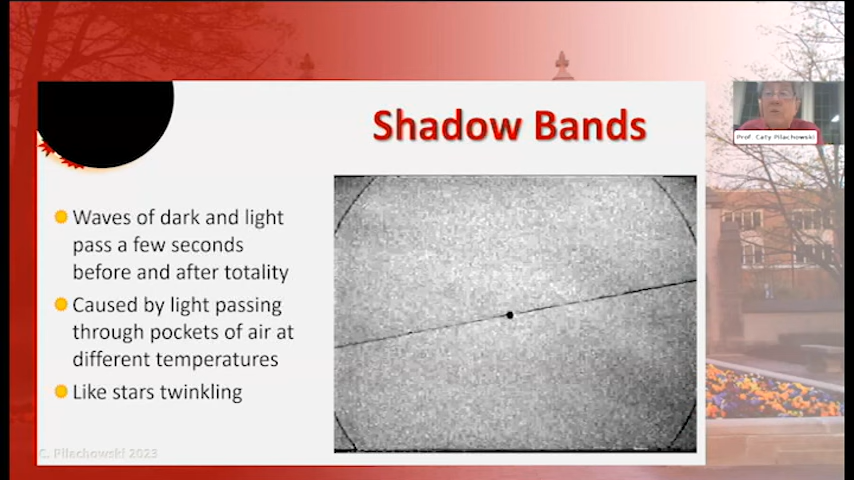 Shadow Bands
Prof. Caty Pilachowski
Waves of dark and light
pass a few seconds
before and after totality
Caused by light passing
through pockets of air at
different temperatures
Like stars twinkling
C. Pilachowski 2023